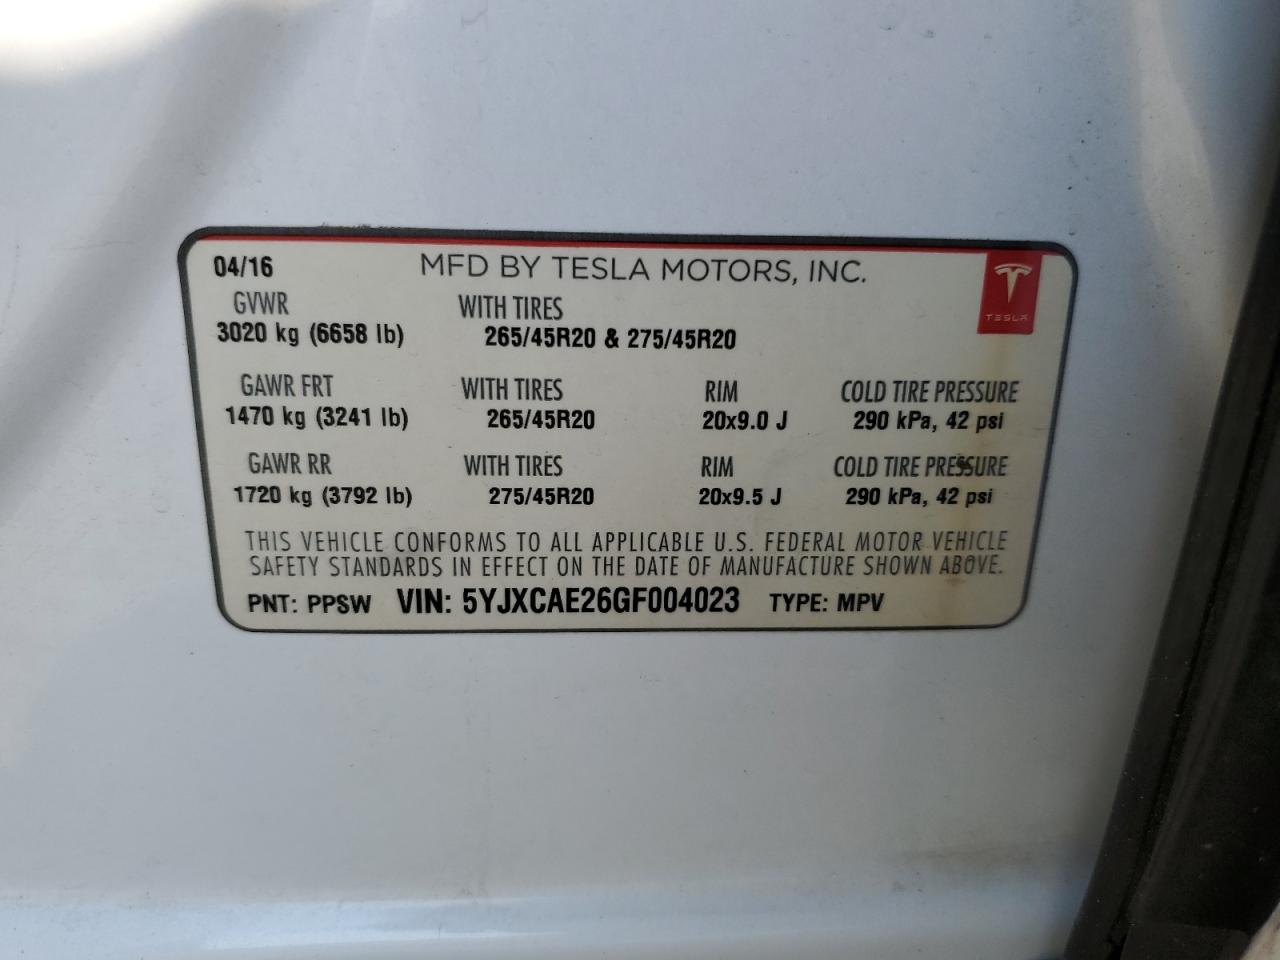 04/16 MFD BY TESLA MOTORS, INC.
GVWR WITH TIRES
3020 kg (6658 lb) 265/45R20 & 275/45R20
TESLA
GAWR FRT WITH TIRES RIM COLD TIRE PRESSURE
1470 kg (3241 lb) 265/45R20 20x9.0 J 290 kPa, 42 psi
GAWR RR WITH TIRES RIM COLD TIRE PRESSURE
1720 kg (3792 lb) 275/45R20 20x9.5 J 290 kPa, 42 psi
THIS VEHICLE CONFORMS TO ALL APPLICABLE U.S. FEDERAL MOTOR VEHICLE
SAFETY STANDARDS IN EFFECT ON THE DATE OF MANUFACTURE SHOWN ABOVE.
PNT: PPSW VIN: 5YJXCAE26GF004023 TYPE: MPV